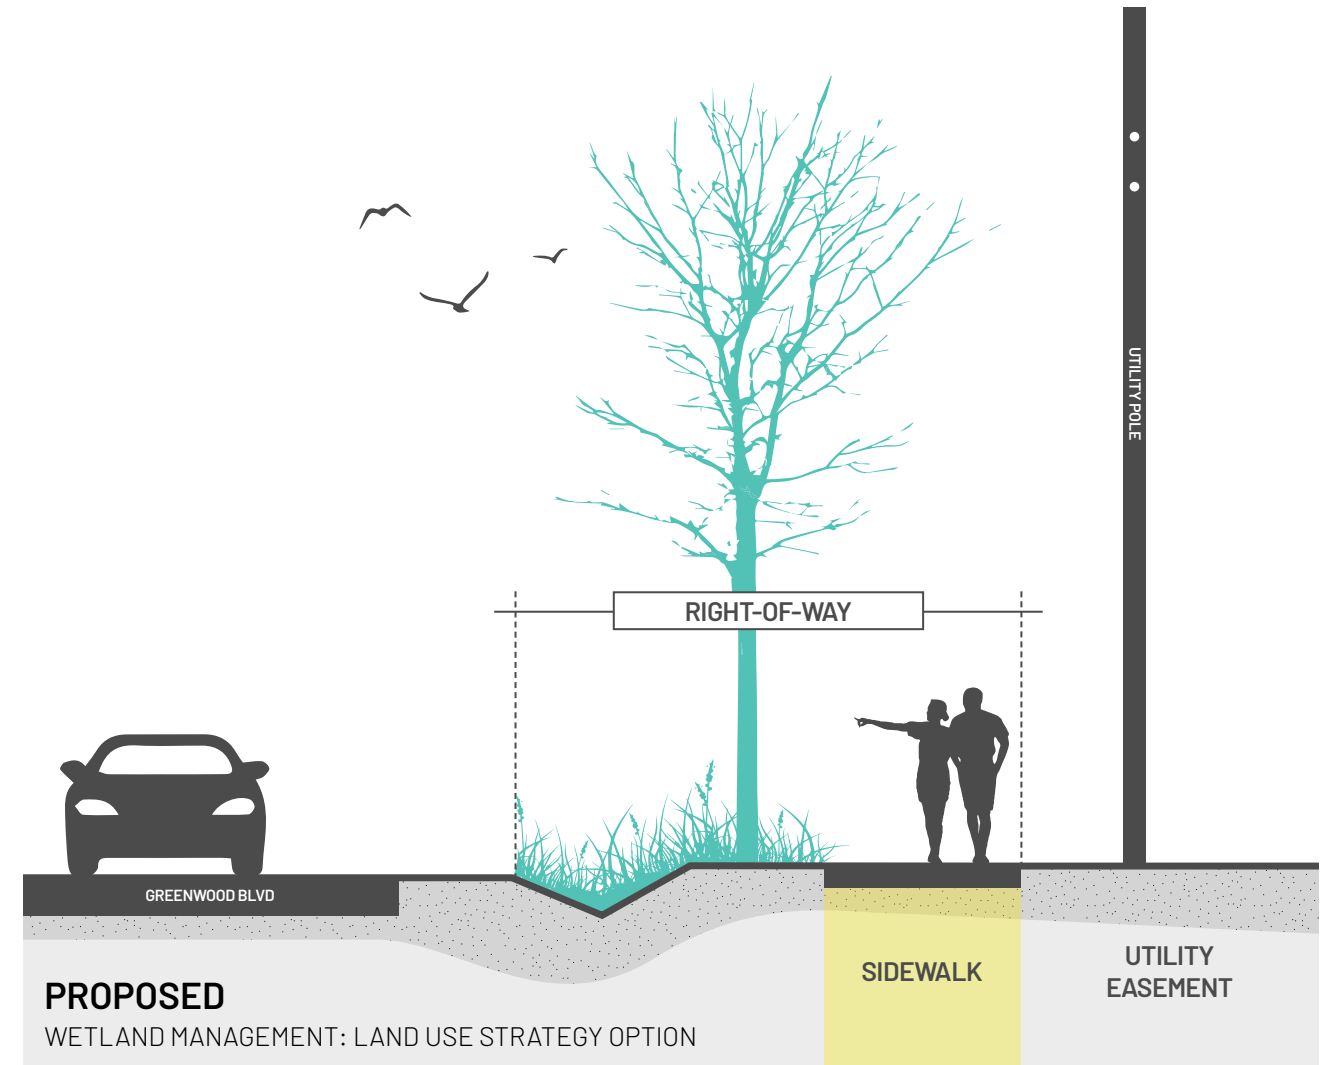 UTILITY POLE
RIGHT-OF-WAY
GREENWOOD BLVD
SIDEWALK
UTILITY
EASEMENT
PROPOSED
WETLAND MANAGEMENT: LAND USE STRATEGY OPTION